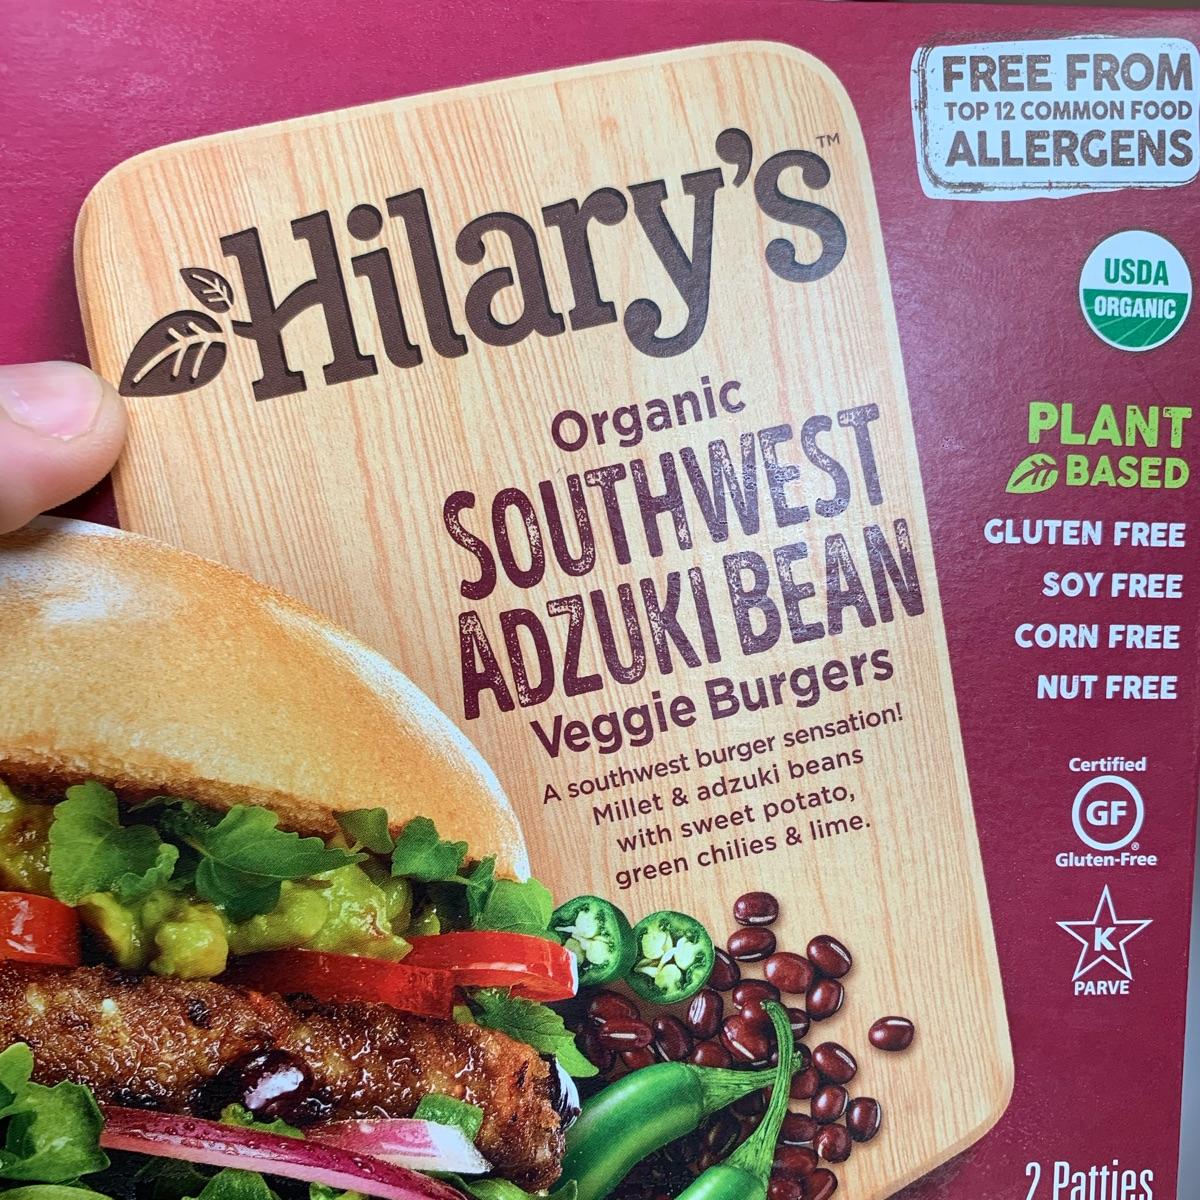 FREE FROM
TOP 12 COMMON FOOD
ALLERGENS
Hilary's™
USDA
ORGANIC
Organic
SOUTHWEST
ADZUKI BEAN
Veggie Burgers
A southwest burger sensation!
Millet & adzuki beans
with sweet potato,
green chilies & lime.
PLANT
BASED
GLUTEN FREE
SOY FREE
CORN FREE
NUT FREE
Certified
GF
®
Gluten-Free
K
PARVE
2 Patties